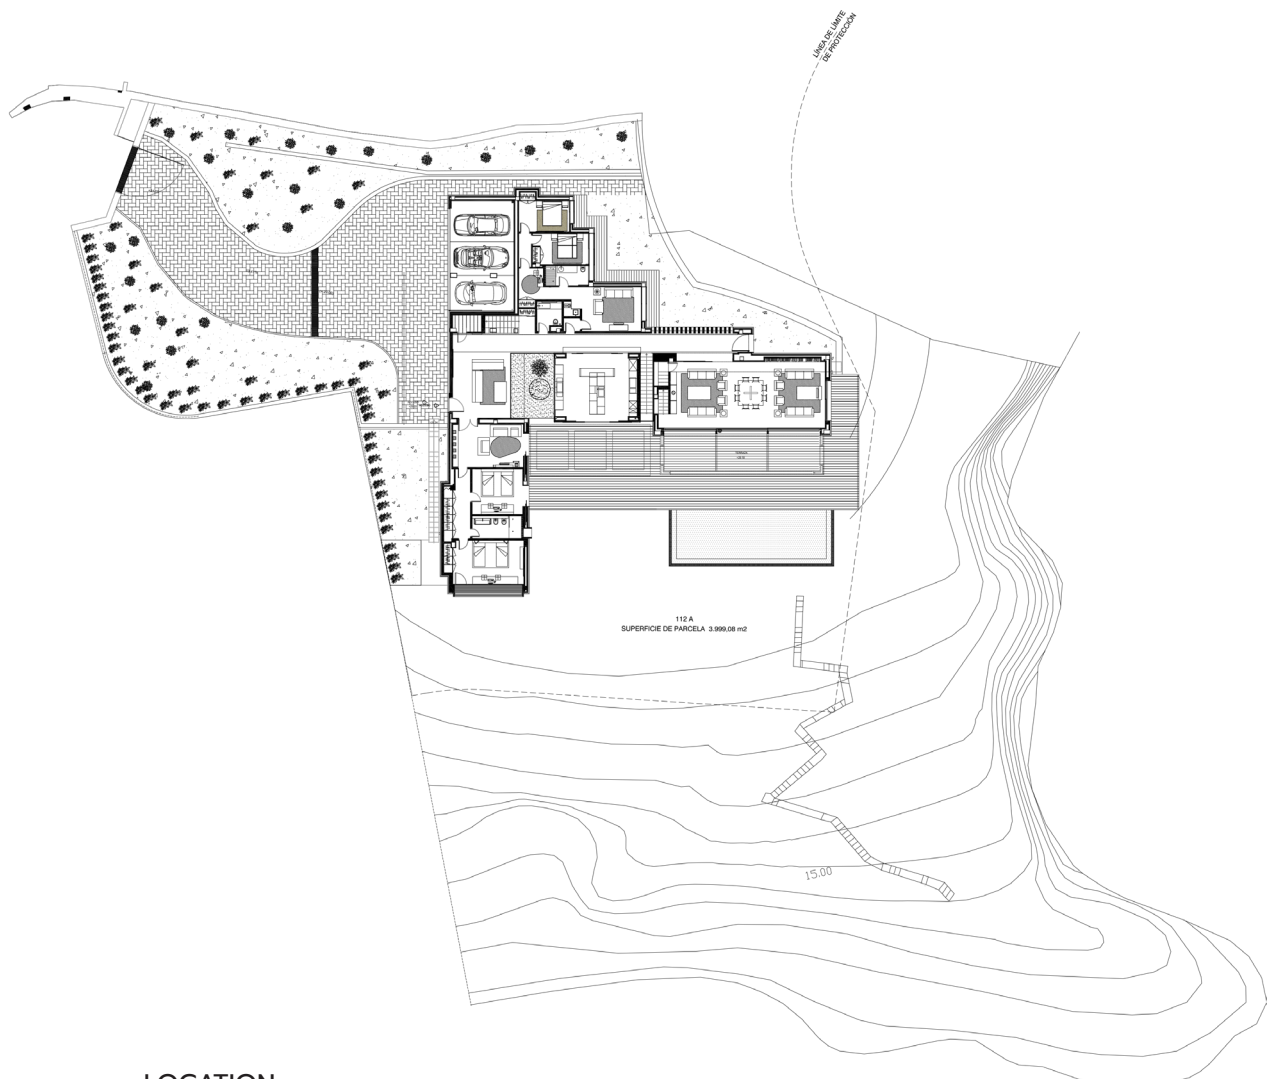 LÍNEA DE LÍMITE
DE PROTECCIÓN
112 A
SUPERFICIE DE PARCELA 3.999,08 m2
15.00
LOCATION